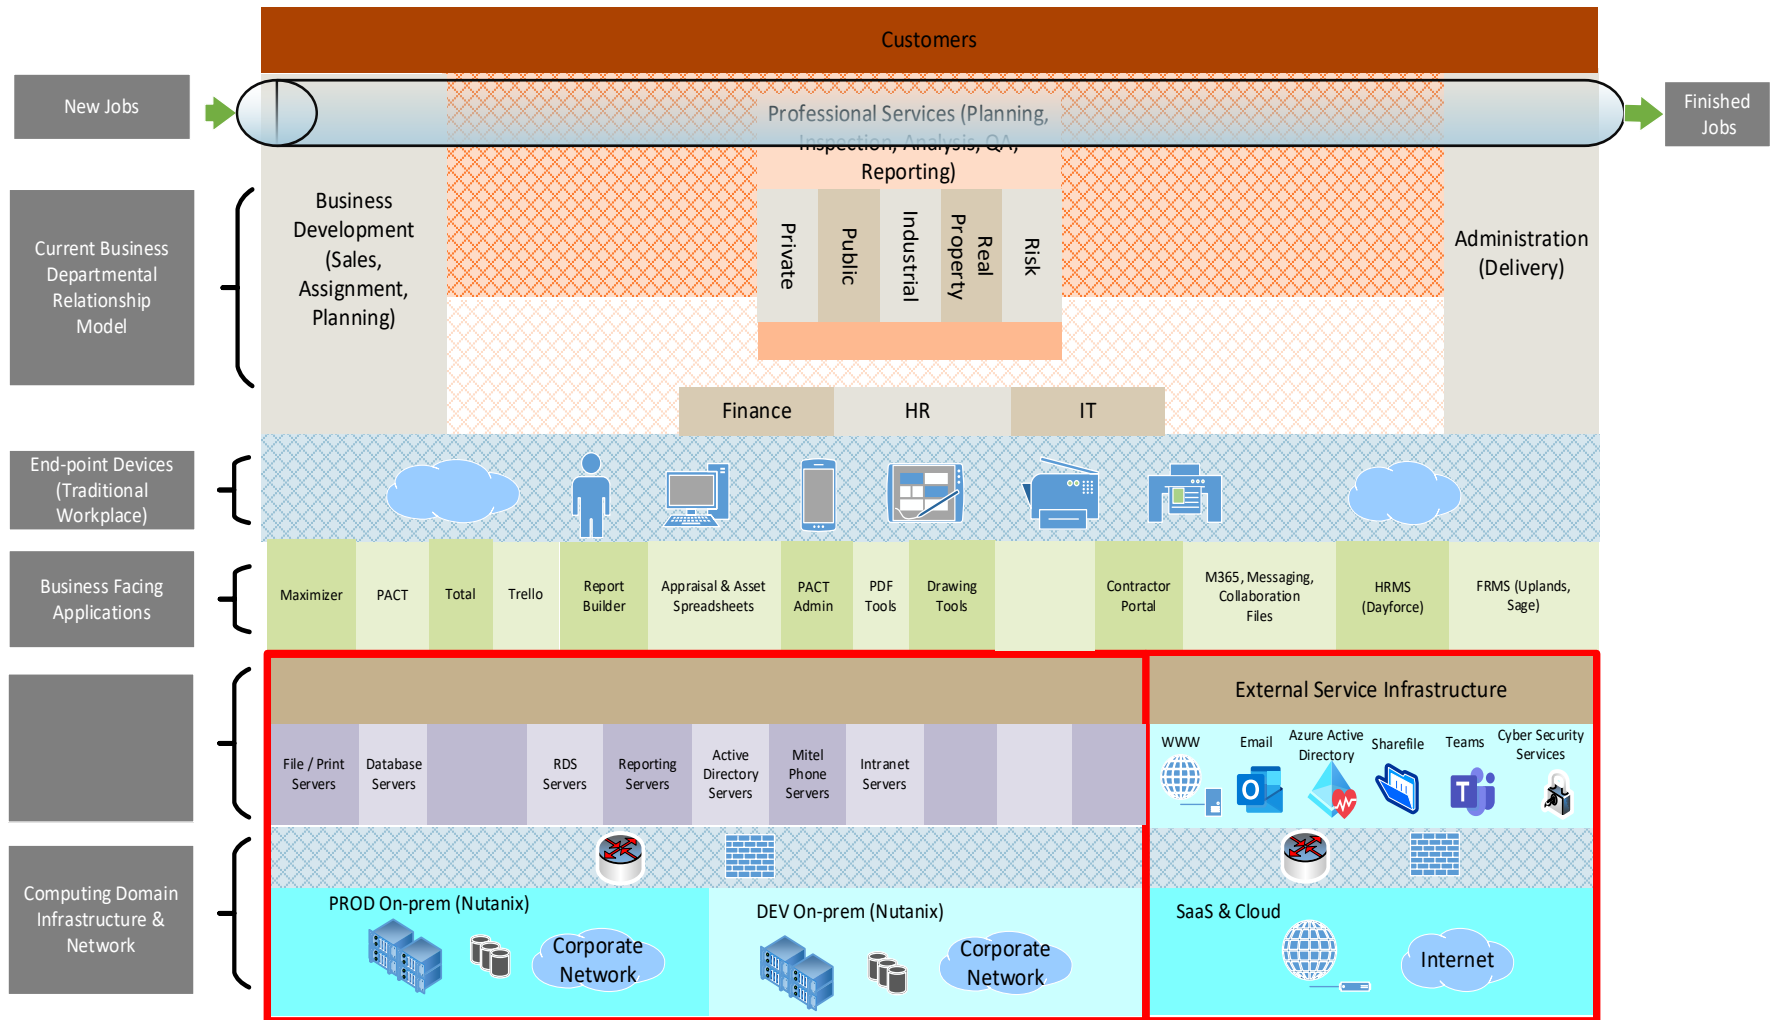 Customers
New Jobs
Professional Services (Planning,
Inspection, Analysis, QA,
Reporting)
Finished
Jobs
Current Business
Departmental
Relationship
Model
Business
Development
(Sales,
Assignment,
Planning)
Private
Public
Industrial
Real
Property
Risk
Administration
(Delivery)
Finance
HR
IT
End-point Devices
(Traditional
Workplace)
Business Facing
Applications
Maximizer
PACT
Total
Trello
Report
Builder
Appraisal & Asset
Spreadsheets
PACT
Admin
PDF
Tools
Drawing
Tools
Contractor
Portal
M365, Messaging,
Collaboration
Files
HRMS
(Dayforce)
FRMS (Uplands,
Sage)
External Service Infrastructure
File / Print
Servers
Database
Servers
RDS
Servers
Reporting
Servers
Active
Directory
Servers
Mitel
Phone
Servers
Intranet
Servers
WWW
Email
Azure Active
Directory
Sharefile
Teams
Cyber Security
Services
Computing Domain
Infrastructure &
Network
PROD On-prem (Nutanix)
Corporate
Network
DEV On-prem (Nutanix)
Corporate
Network
SaaS & Cloud
Internet